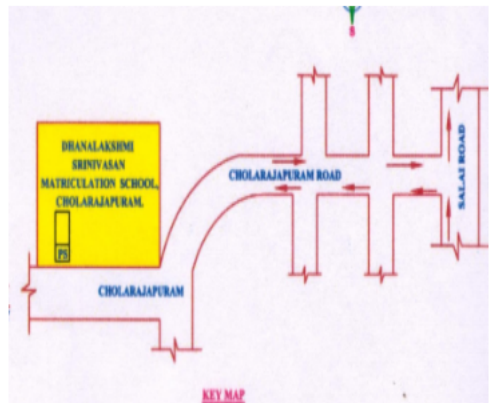 S
DHANALAKSHMI
SRINIVASAN
MATRICULATION SCHOOL,
CHOLARAJAPURAM.
PS
CHOLARAJAPURAM ROAD
SALAI ROAD
CHOLARAJAPURAM
KEY MAP